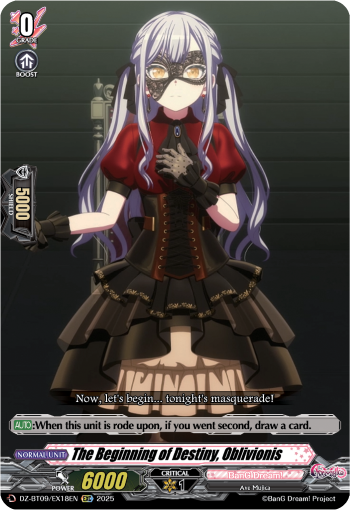 0
GRADE
BOOST
5000
SHIELD
Now, let's begin... tonight's masquerade!
AUTO:When this unit is rode upon, if you went second, draw a card.
NORMAL UNIT
The Beginning of Destiny, Oblivionis
POWER 6000
CRITICAL
1
BanG Dream!
Ave Mujica
DZ-BT09/EX18EN 2025
©BanG Dream! Project